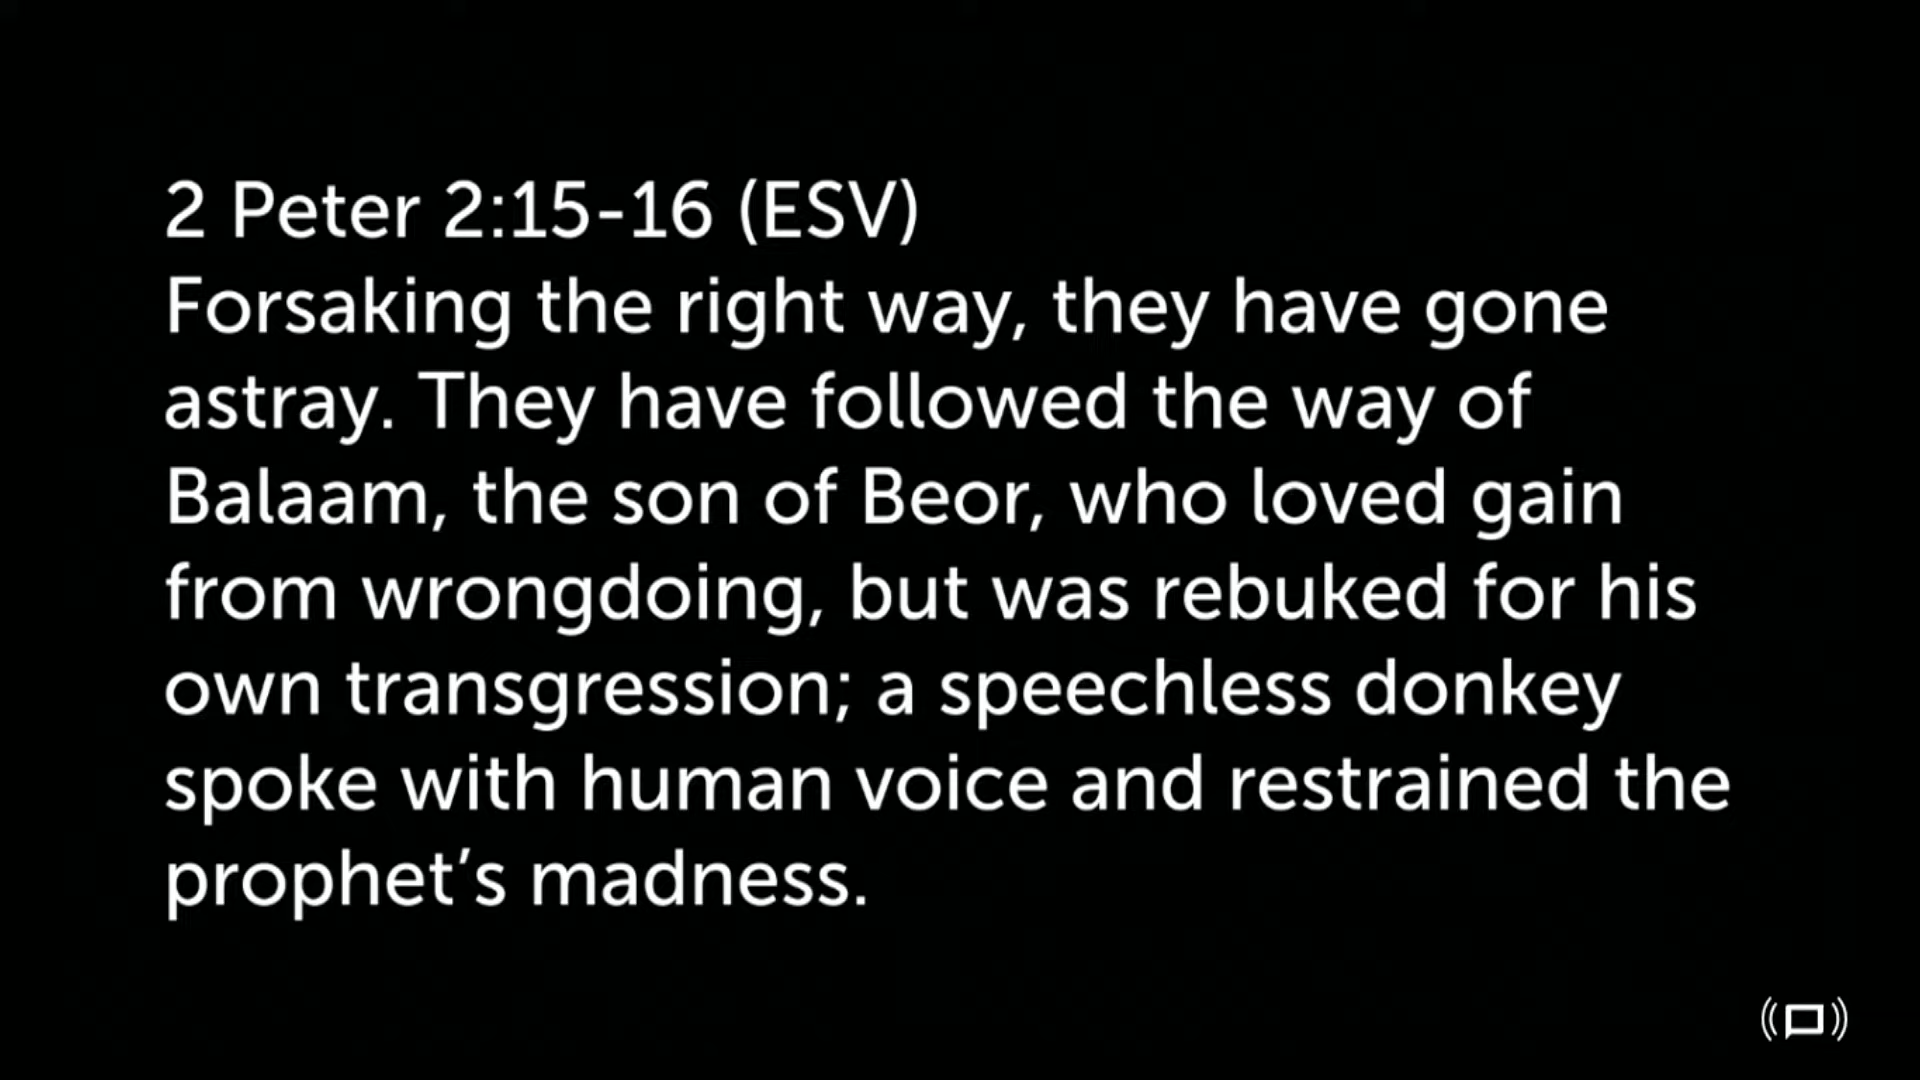 2 Peter 2:15-16 (ESV)
Forsaking the right way, they have gone
astray. They have followed the way of
Balaam, the son of Beor, who loved gain
from wrongdoing, but was rebuked for his
own transgression; a speechless donkey
spoke with human voice and restrained the
prophet’s madness.